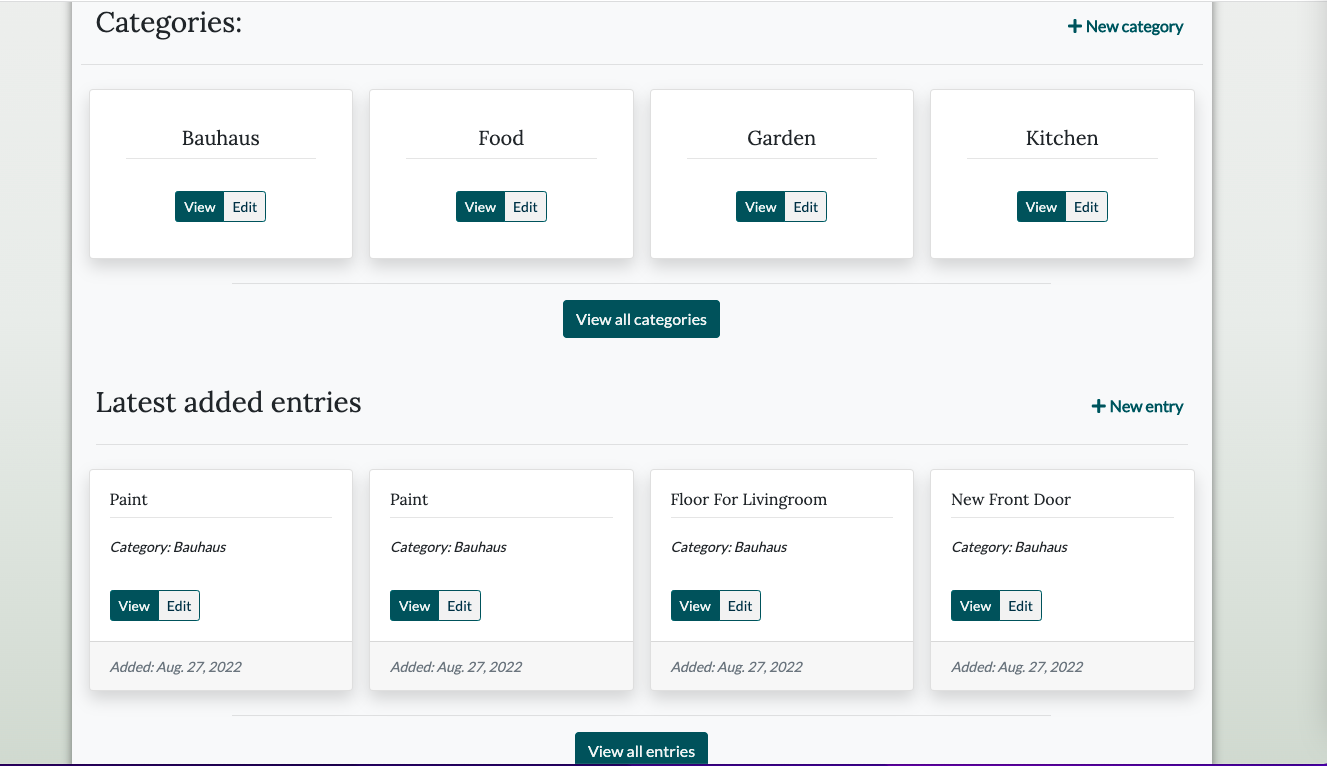 Categories:
New category
Bauhaus
Food
Garden
Kitchen
View Edit
View Edit
View Edit
View Edit
View all categories
Latest added entries
New entry
Paint
Paint
Floor For Livingroom
New Front Door
Category: Bauhaus
Category: Bauhaus
Category: Bauhaus
Category: Bauhaus
View Edit
View Edit
View Edit
View Edit
Added: Aug. 27, 2022
Added: Aug. 27, 2022
Added: Aug. 27, 2022
Added: Aug. 27, 2022
View all entries